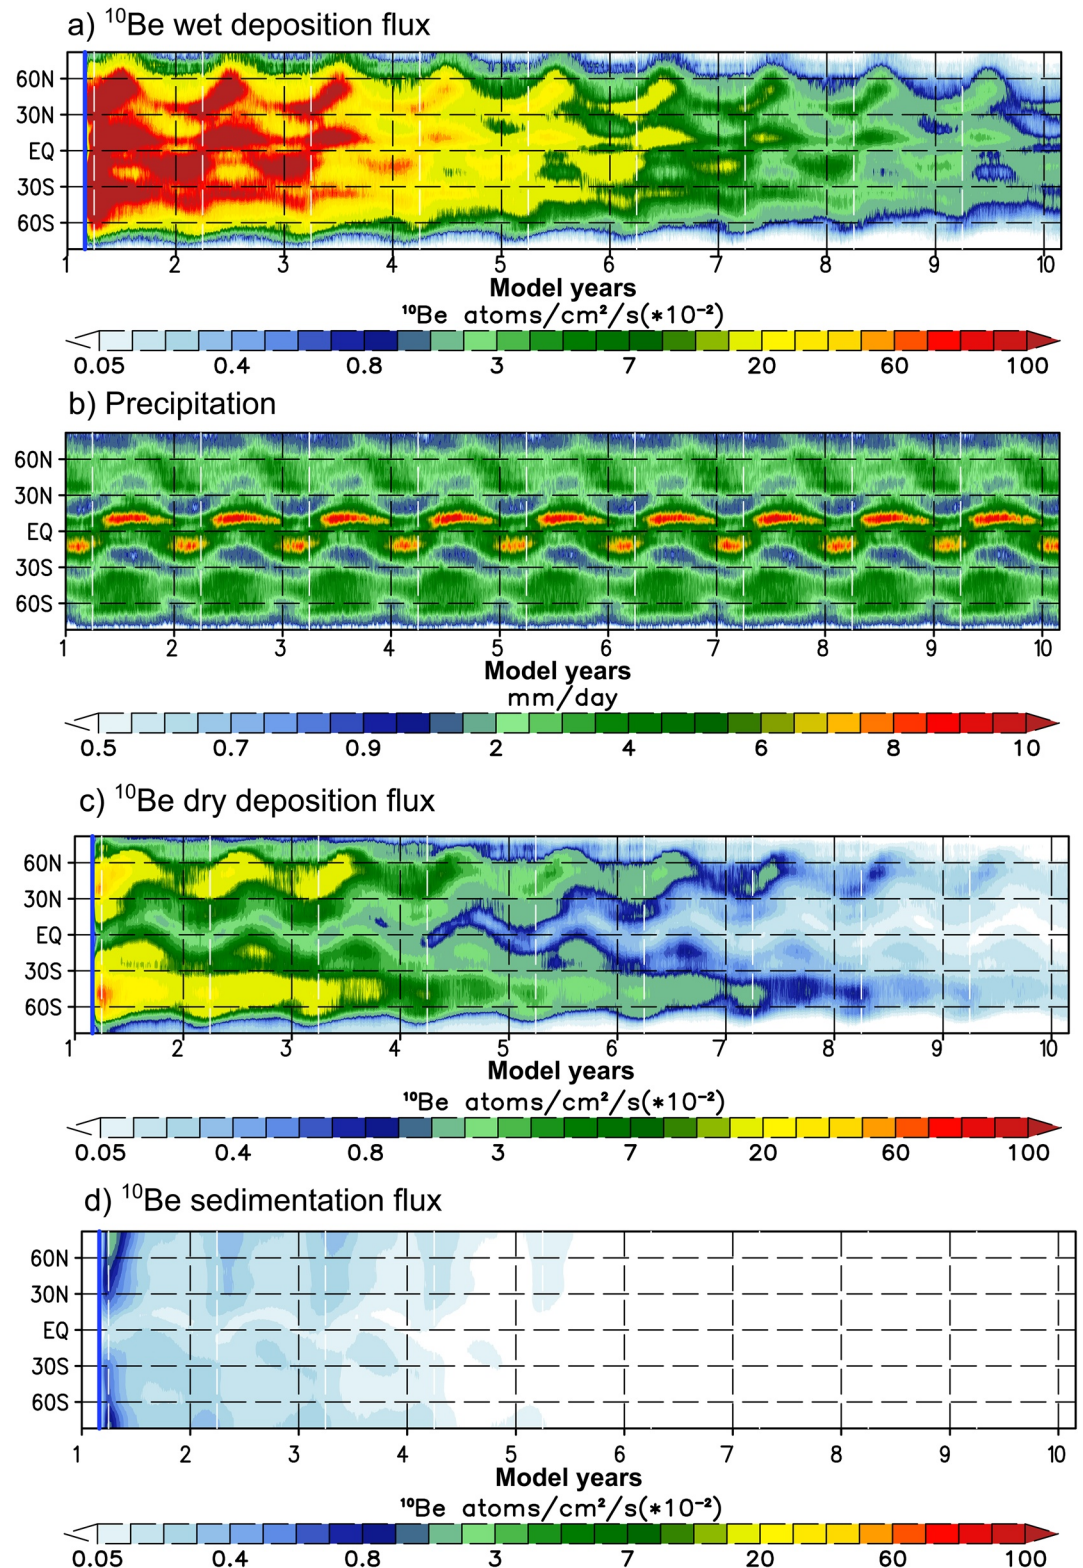 a) ¹⁰Be wet deposition flux
60N
30N
EQ
30S
60S
1 2 3 4 5 6 7 8 9 10
Model years
¹⁰Be atoms/cm²/s(*10⁻²)
0.05 0.4 0.8 3 7 20 60 100
b) Precipitation
60N
30N
EQ
30S
60S
1 2 3 4 5 6 7 8 9 10
Model years
mm/day
0.5 0.7 0.9 2 4 6 8 10
c) ¹⁰Be dry deposition flux
60N
30N
EQ
30S
60S
1 2 3 4 5 6 7 8 9 10
Model years
¹⁰Be atoms/cm²/s(*10⁻²)
0.05 0.4 0.8 3 7 20 60 100
d) ¹⁰Be sedimentation flux
60N
30N
EQ
30S
60S
1 2 3 4 5 6 7 8 9 10
Model years
¹⁰Be atoms/cm²/s(*10⁻²)
0.05 0.4 0.8 3 7 20 60 100